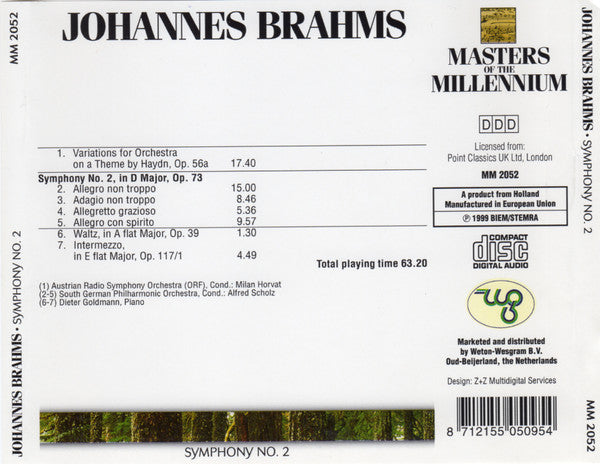 MM 2052
JOHANNES BRAHMS • SYMPHONY NO. 2
JOHANNES BRAHMS
1. Variations for Orchestra
on a Theme by Haydn, Op. 56a 17.40
Symphony No. 2, in D Major, Op. 73
2. Allegro non troppo 15.00
3. Adagio non troppo 8.46
4. Allegretto grazioso 5.36
5. Allegro con spirito 9.57
6. Waltz, in A flat Major, Op. 39 1.30
7. Intermezzo,
in E flat Major, Op. 117/1 4.49
Total playing time 63.20
(1) Austrian Radio Symphony Orchestra (ORF), Cond.: Milan Horvat
(2-5) South German Philharmonic Orchestra, Cond.: Alfred Scholz
(6-7) Dieter Goldmann, Piano
SYMPHONY NO. 2
MASTERS
OF THE
MILLENNIUM
DDD
Licensed from:
Point Classics UK Ltd, London
MM 2052
A product from Holland
Manufactured in European Union
℗ 1999 BIEM/STEMRA
COMPACT
disc
DIGITAL AUDIO
wg
Marketed and distributed
by Weton-Wesgram B.V.
Oud-Beijerland, the Netherlands
Design: Z+Z Multidigital Services
8 712155 050954
JOHANNES BRAHMS • SYMPHONY NO. 2
MM 2052